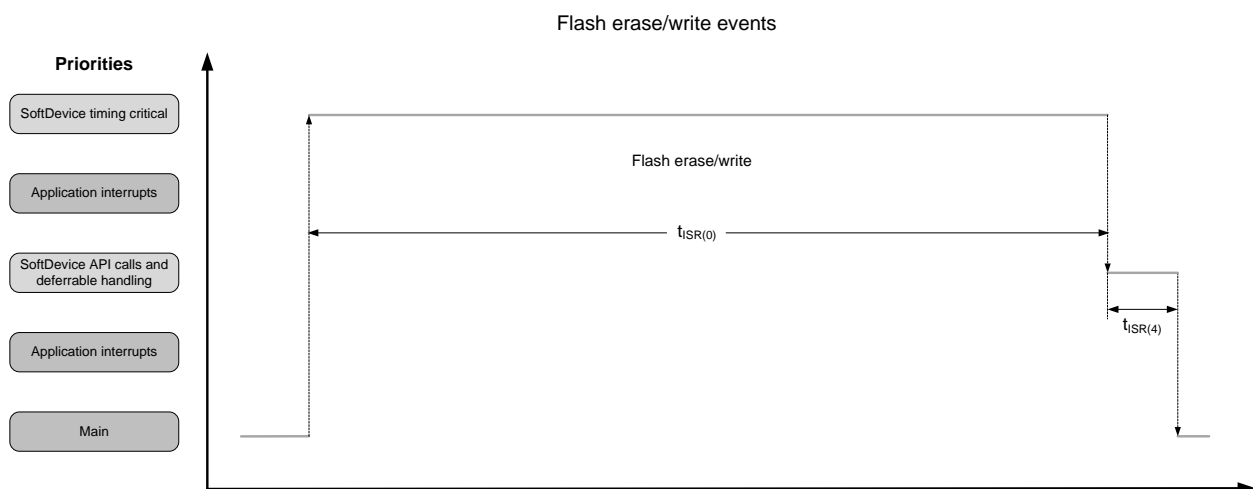 Flash erase/write events
Priorities
SoftDevice timing critical
Flash erase/write
Application interrupts
tISR(0)
SoftDevice API calls and
deferrable handling
tISR(4)
Application interrupts
Main